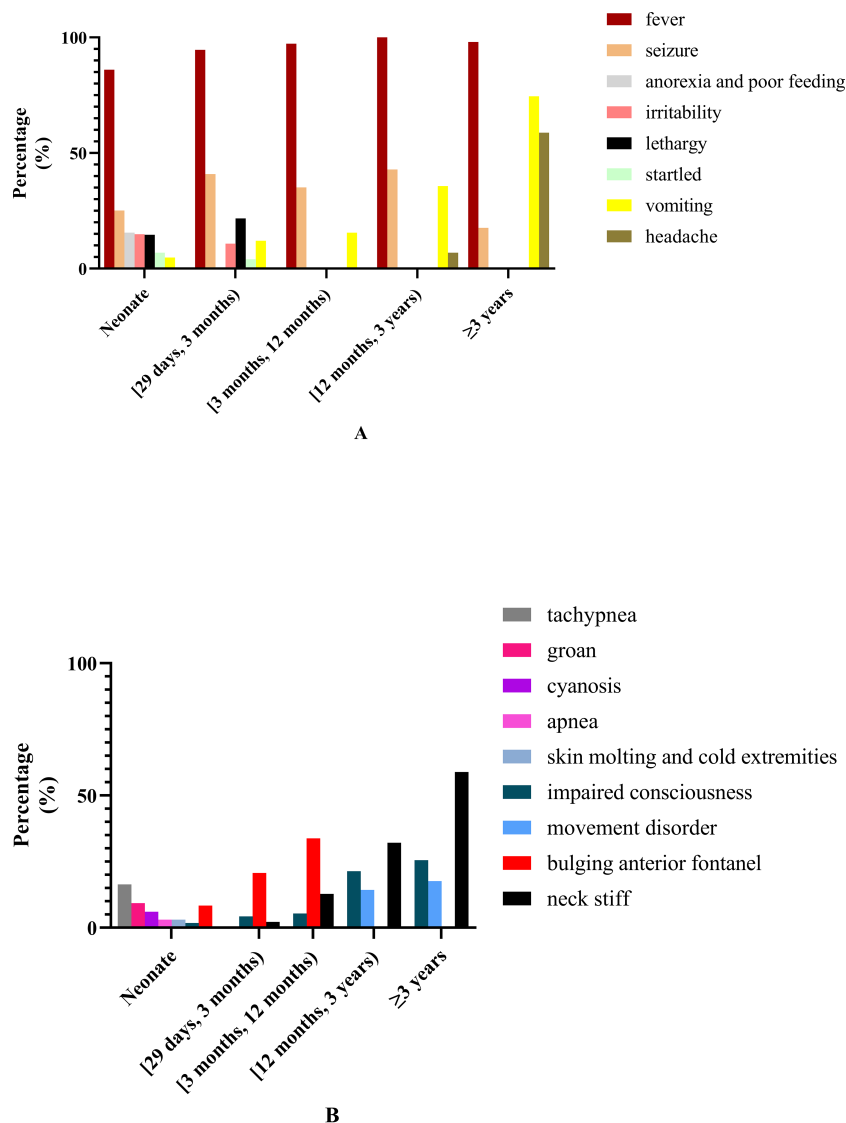 fever
seizure
anorexia and poor feeding
irritability
lethargy
startled
vomiting
headache
Percentage
(%)
100
50
0
Neonate
[29 days, 3 months)
[3 months, 12 months)
[12 months, 3 years)
≥3 years
A
tachypnea
groan
cyanosis
apnea
skin molting and cold extremities
impaired consciousness
movement disorder
bulging anterior fontanel
neck stiff
Percentage
(%)
100
50
0
Neonate
[29 days, 3 months)
[3 months, 12 months)
[12 months, 3 years)
≥3 years
B